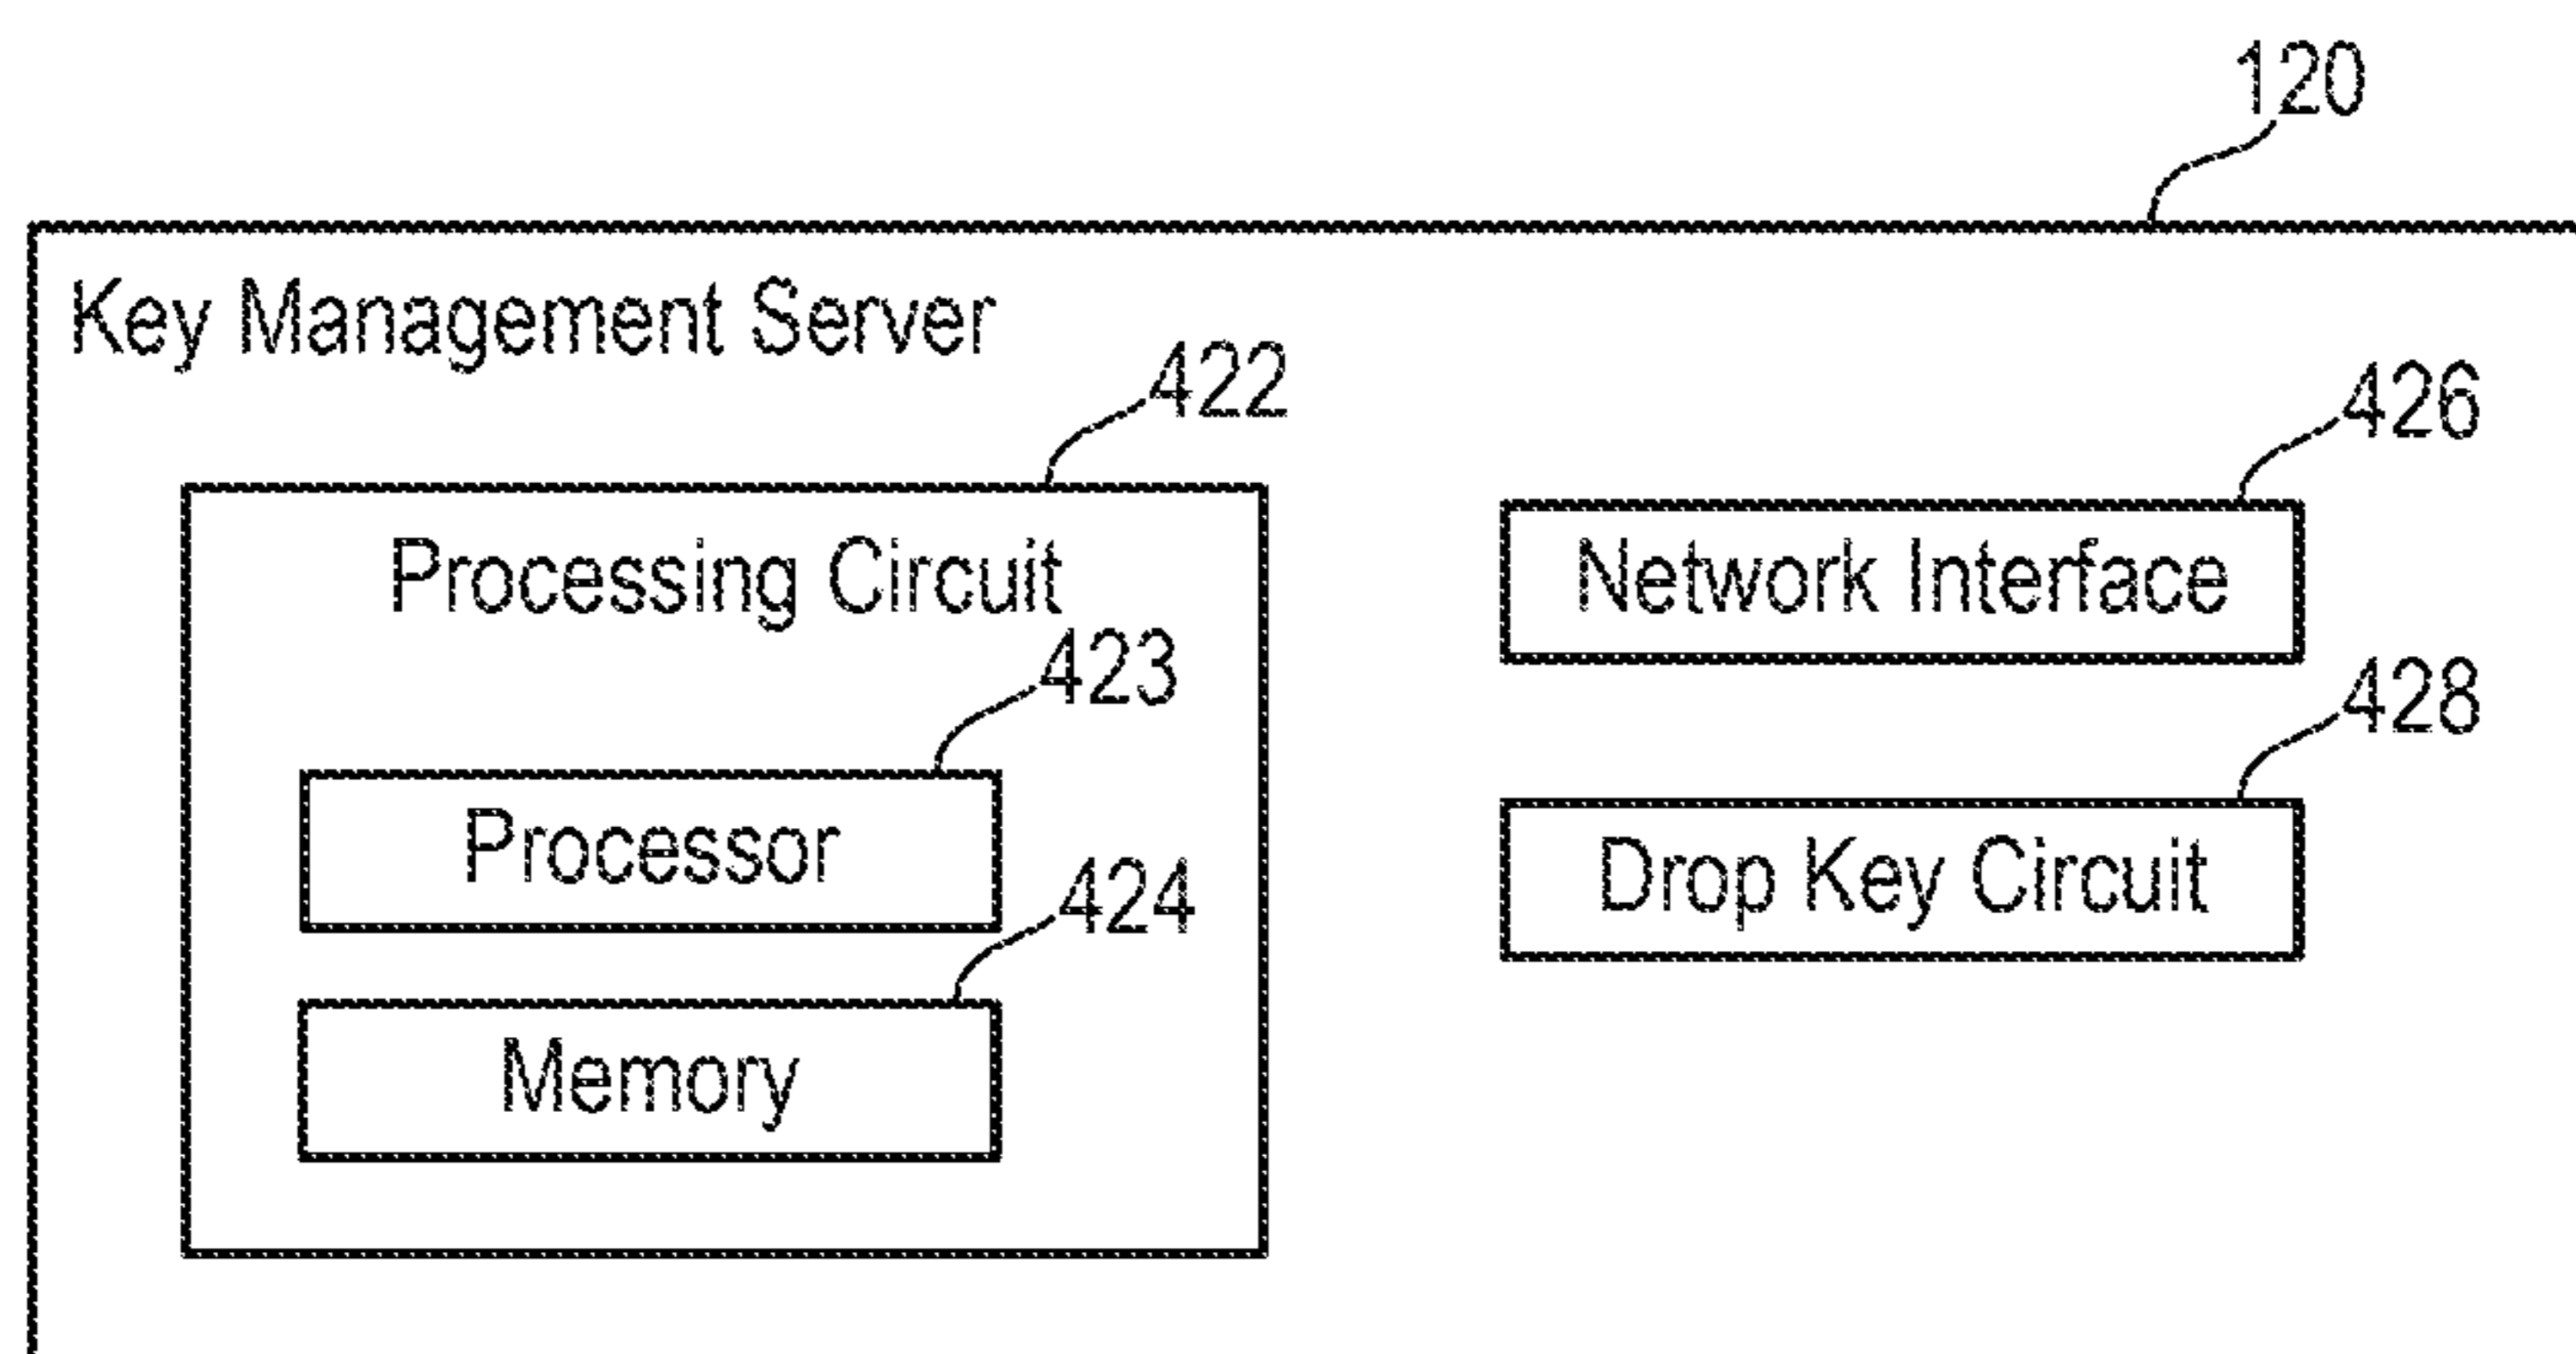 120
Key Management Server
422
Processing Circuit
423
Processor
424
Memory
426
Network Interface
428
Drop Key Circuit